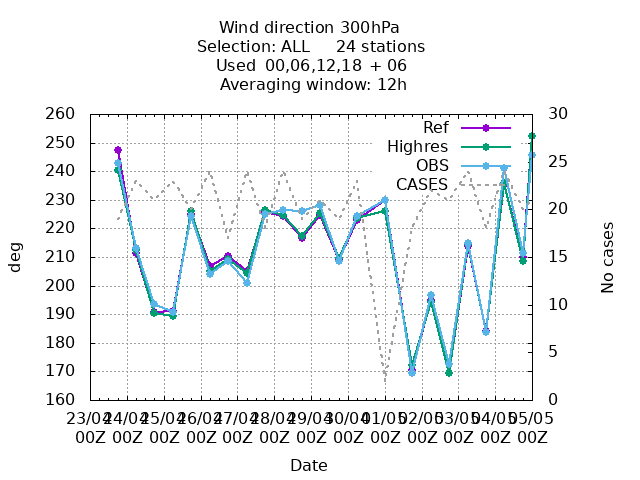 Wind direction 300hPa
Selection: ALL 24 stations
Used 00,06,12,18 + 06
Averaging window: 12h
260
250
240
230
220
210
200
190
180
170
160
deg
30
25
20
15
10
5
0
No cases
Ref
Highres
OBS
CASES
23/04 24/04 25/04 26/04 27/04 28/04 29/04 30/04 01/05 02/05 03/05 04/05 05/05
00Z 00Z 00Z 00Z 00Z 00Z 00Z 00Z 00Z 00Z 00Z 00Z 00Z
Date